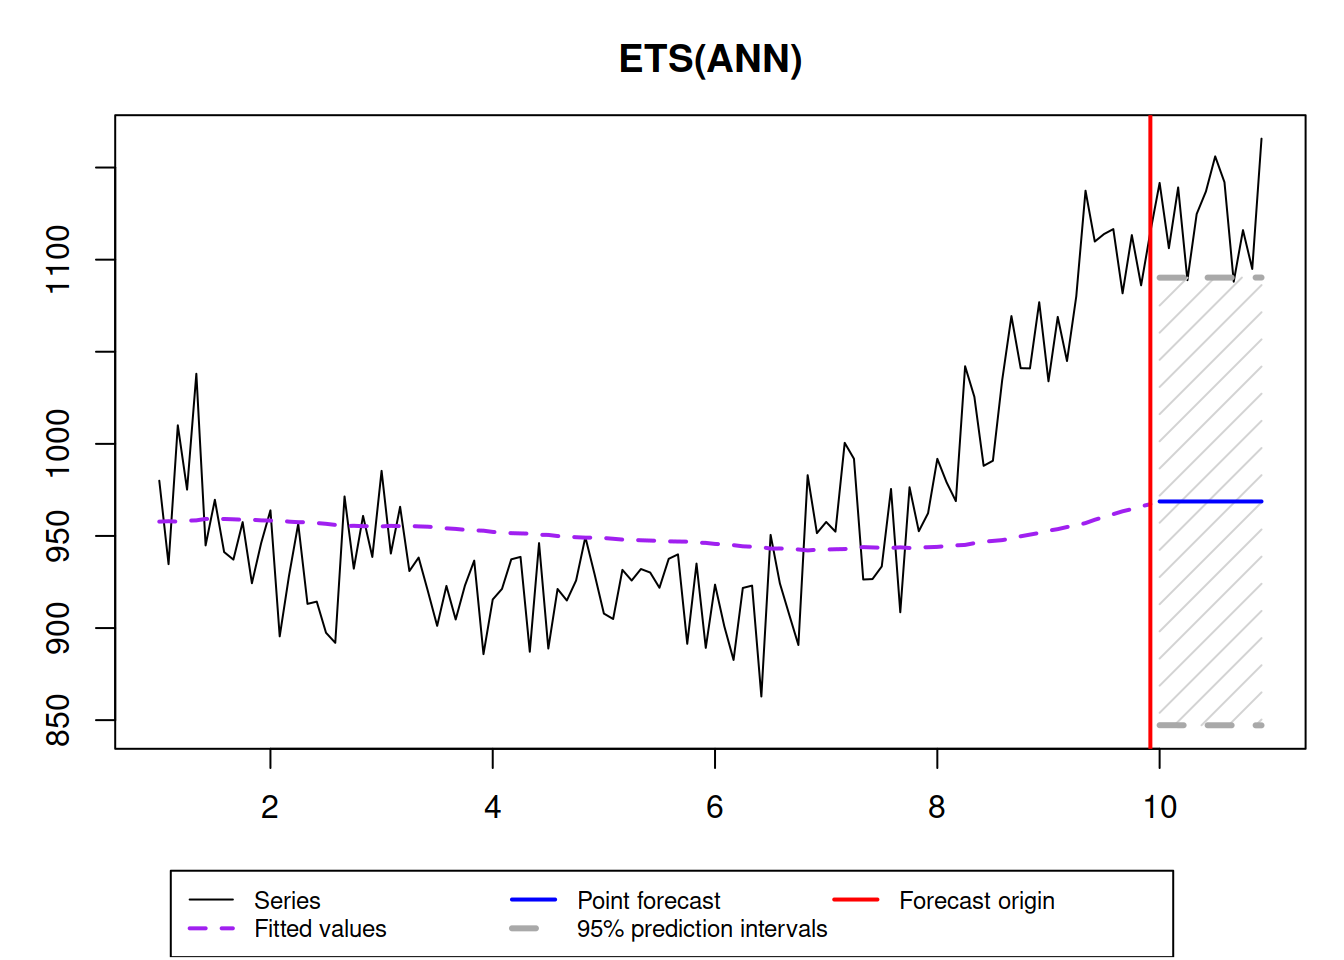 ETS(ANN)
1100
1000
950
900
850
2 4 6 8 10
Series Point forecast Forecast origin
Fitted values 95% prediction intervals